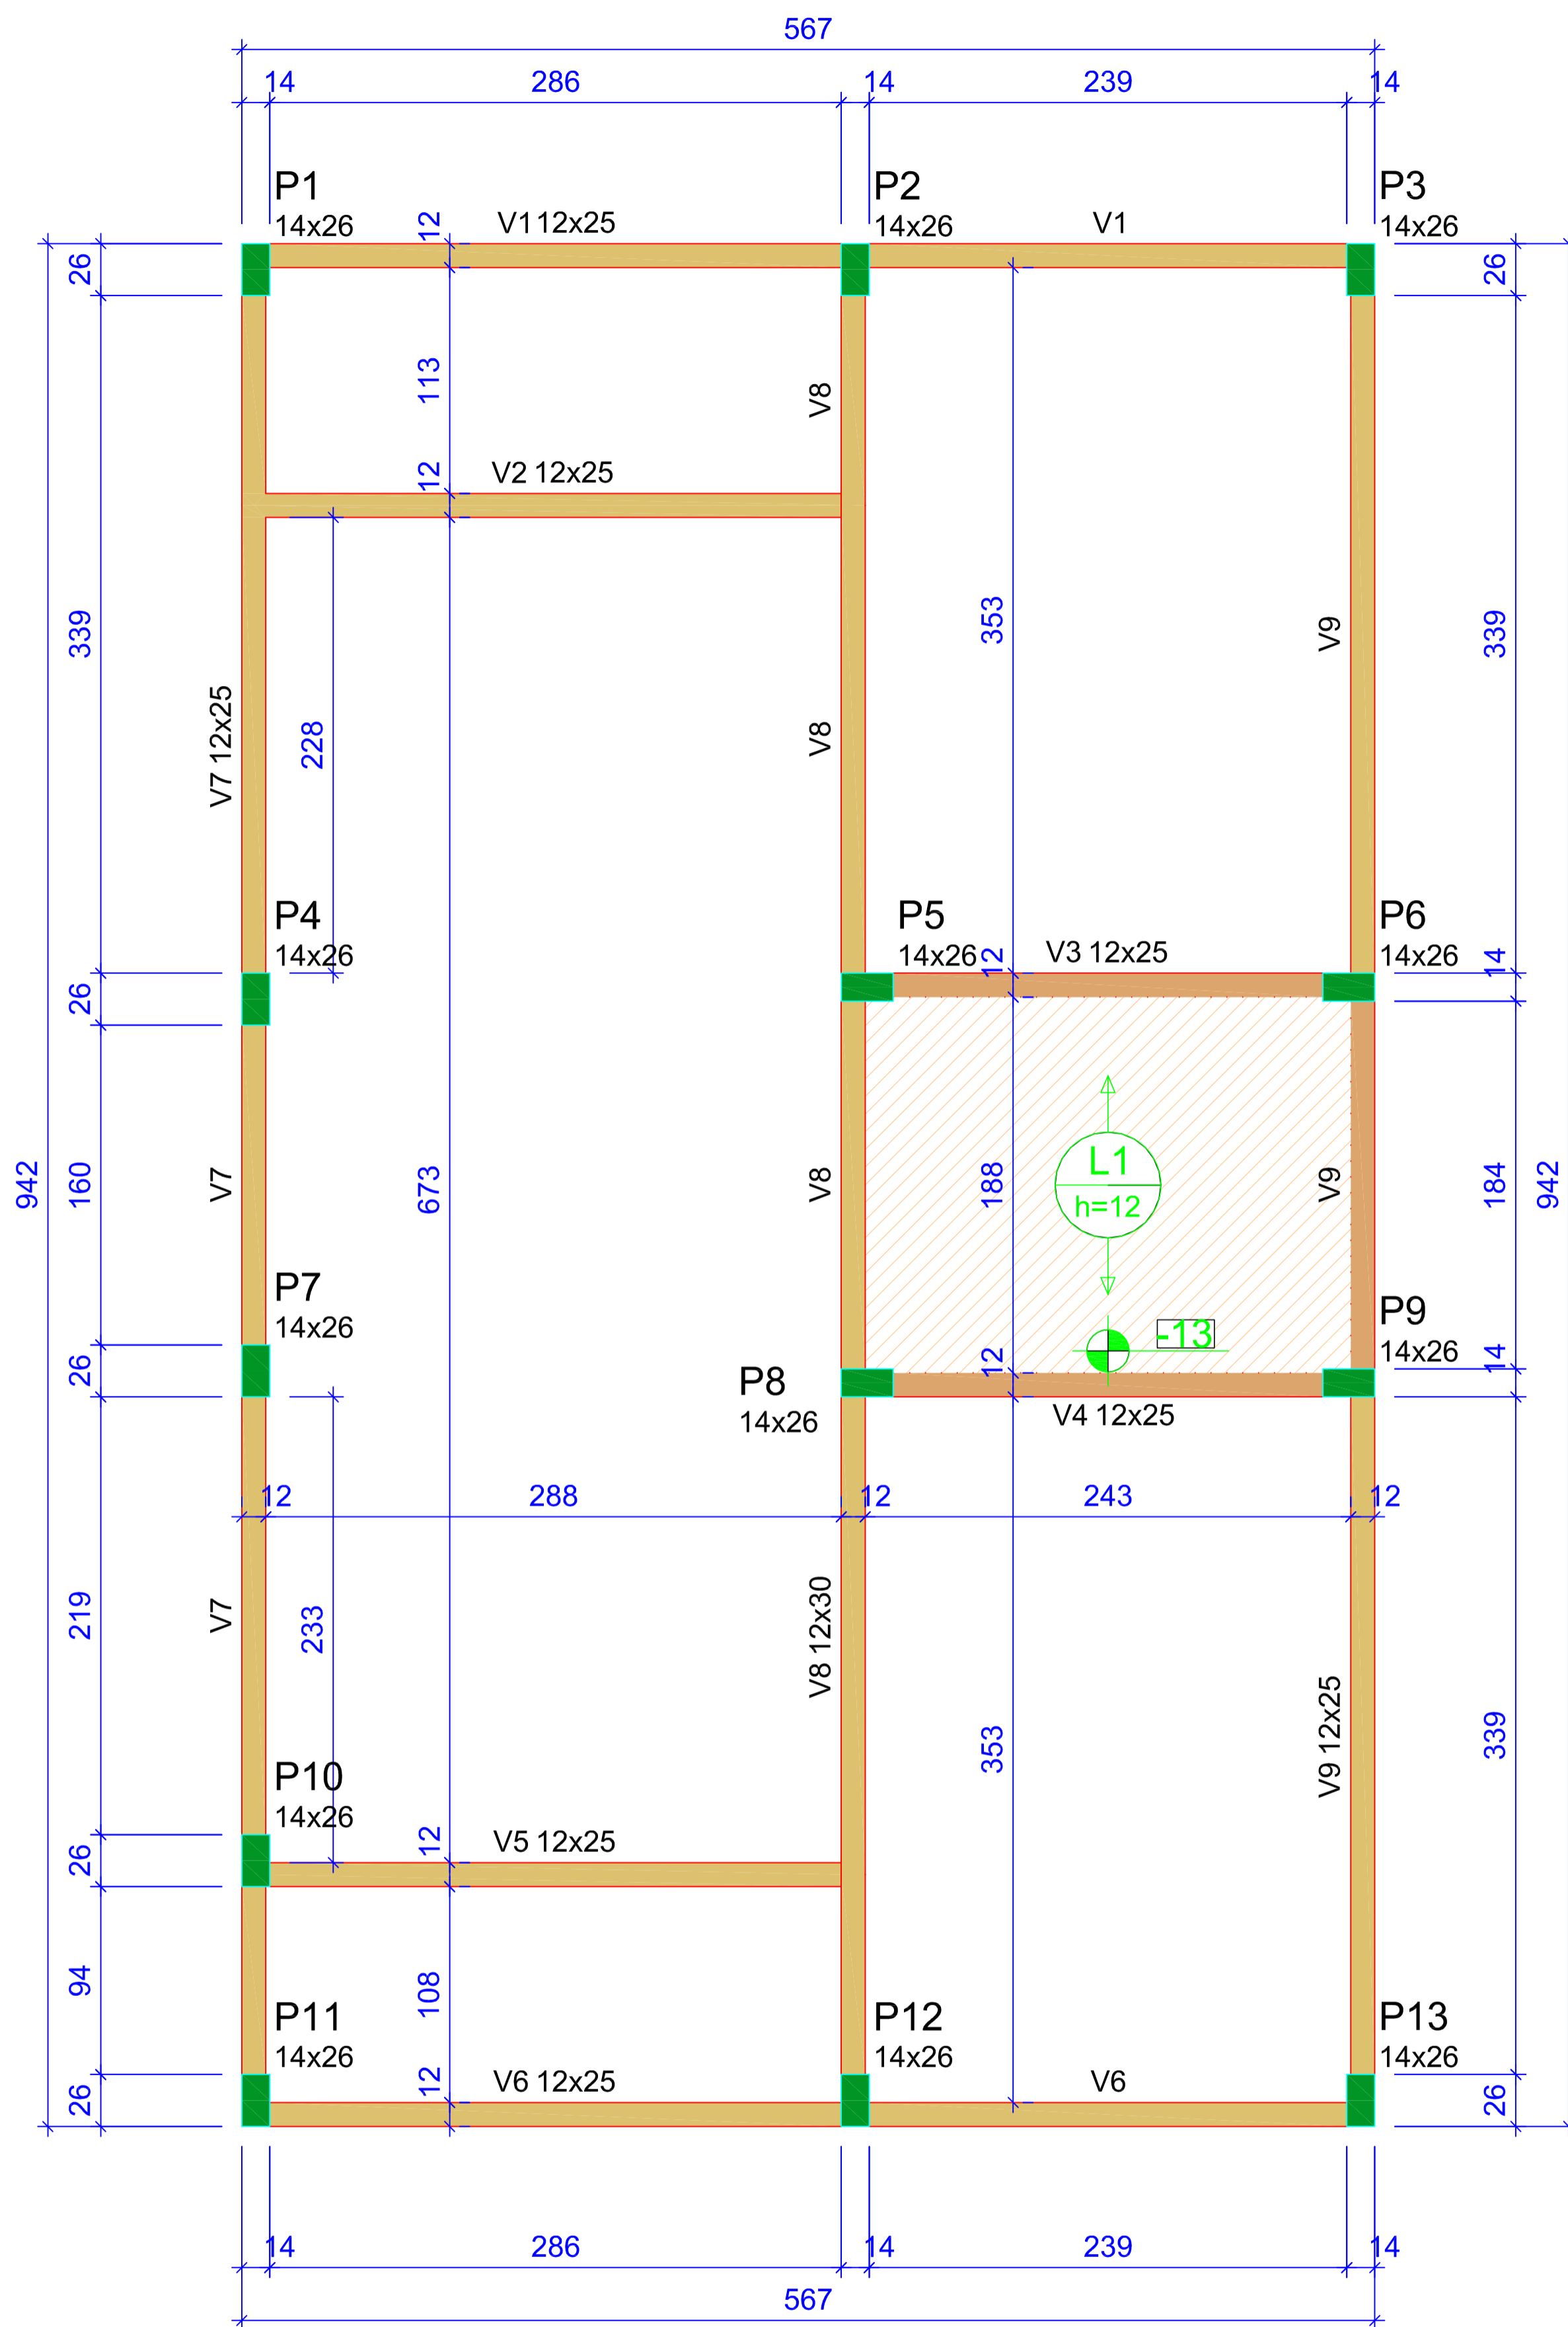 567
14 286 14 239 14
P1 P2 P3
14x26 12 V1 12x25 14x26 V1 14x26
26 26
113 V8
12 V2 12x25
339 353 V9 339
V7 12x25 228 V8
P4 P5 P6
14x26 14x26 12 V3 12x25 14x26 14
26
L1
942 160 V7 673 V8 188 V9 184 942
h=12
P7 P9
14x26 -13 14x26
26 12 14
P8
14x26 V4 12x25
12 288 12 243 12
219 V7 233 V8 12x30
353 V9 12x25 339
P10
14x26 12 V5 12x25
26
94 108
P11 P12 P13
14x26 14x26 14x26
26 12 V6 12x25 V6 26
14 286 14 239 14
567